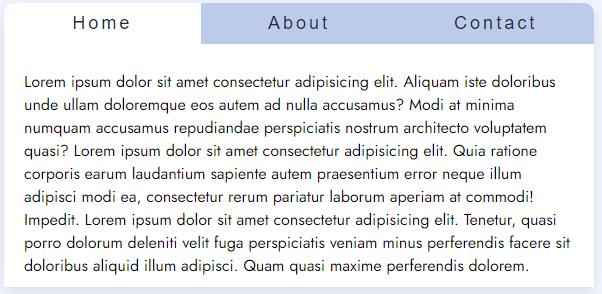 Home About Contact
Lorem ipsum dolor sit amet consectetur adipisicing elit. Aliquam iste doloribus
unde ullam doloremque eos autem ad nulla accusamus? Modi at minima
numquam accusamus repudiandae perspiciatis nostrum architecto voluptatem
quasi? Lorem ipsum dolor sit amet consectetur adipisicing elit. Quia ratione
corporis earum laudantium sapiente autem praesentium error neque illum
adipisci modi ea, consectetur rerum pariatur laborum aperiam at commodi!
Impedit. Lorem ipsum dolor sit amet consectetur adipisicing elit. Tenetur, quasi
porro dolorum deleniti velit fuga perspiciatis veniam minus perferendis facere sit
doloribus aliquid illum adipisci. Quam quasi maxime perferendis dolorem.